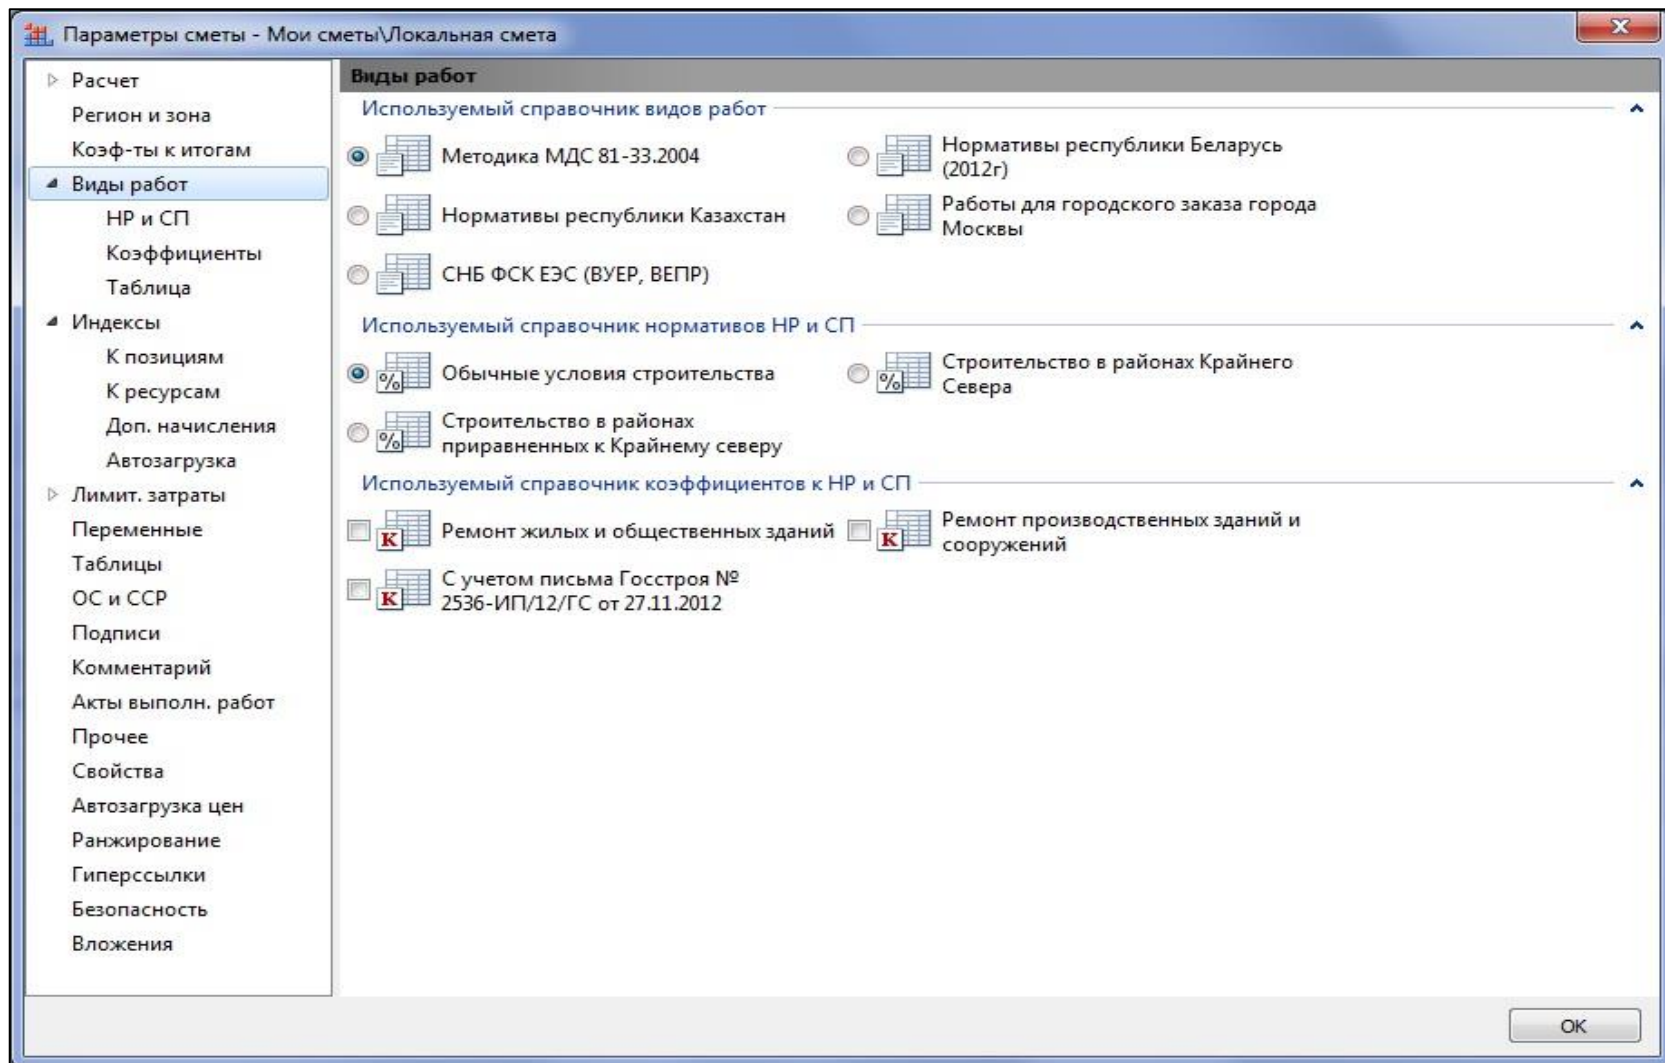 Параметры сметы - Мои сметы\Локальная смета
Расчет
Регион и зона
Коэф-ты к итогам
Виды работ
НР и СП
Коэффициенты
Таблица
Индексы
К позициям
К ресурсам
Доп. начисления
Автозагрузка
Лимит. затраты
Переменные
Таблицы
ОС и ССР
Подписи
Комментарий
Акты выполн. работ
Прочее
Свойства
Автозагрузка цен
Ранжирование
Гиперссылки
Безопасность
Вложения
Виды работ
Используемый справочник видов работ
Методика МДС 81-33.2004
Нормативы республики Беларусь
(2012г)
Нормативы республики Казахстан
Работы для городского заказа города
Москвы
СНБ ФСК ЕЭС (ВУЕР, ВЕПР)
Используемый справочник нормативов НР и СП
% Обычные условия строительства
% Строительство в районах Крайнего
Севера
% Строительство в районах
приравненных к Крайнему северу
Используемый справочник коэффициентов к НР и СП
К Ремонт жилых и общественных зданий
К Ремонт производственных зданий и
сооружений
К С учетом письма Госстроя №
2536-ИП/12/ГС от 27.11.2012
OK